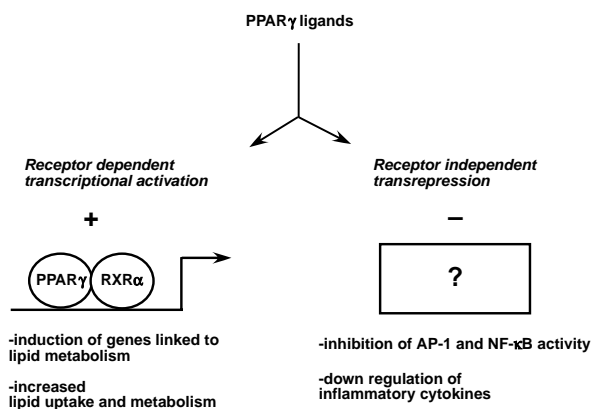 PPARγ ligands
Receptor dependent
transcriptional activation
+
PPARγ
RXRα
-induction of genes linked to
lipid metabolism
-increased
lipid uptake and metabolism
Receptor independent
transrepression
–
?
-inhibition of AP-1 and NF-κB activity
-down regulation of
inflammatory cytokines